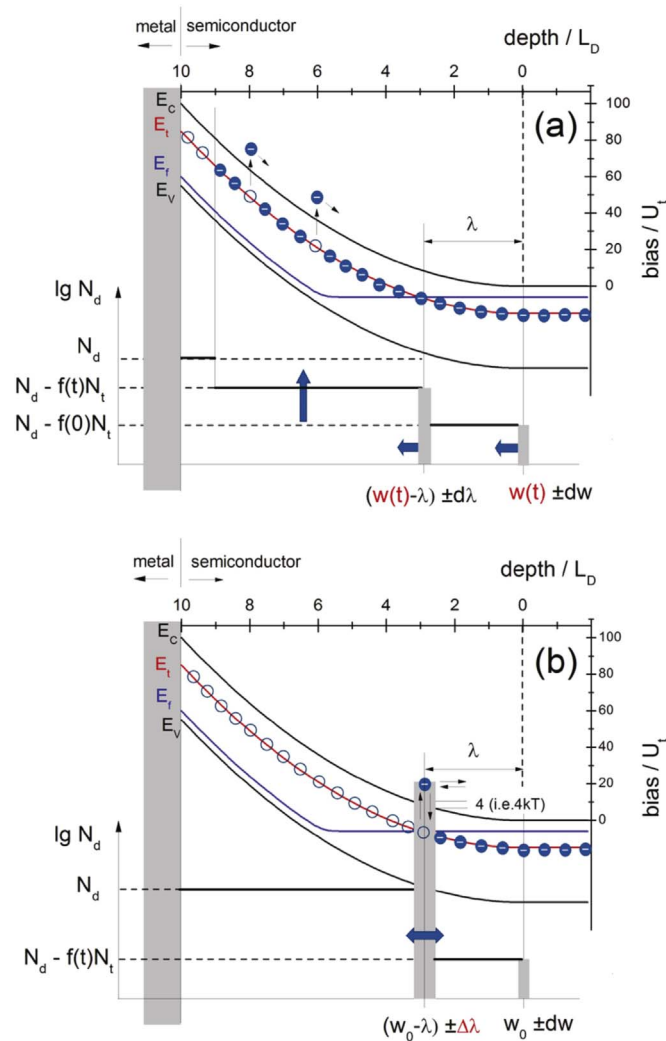 metal semiconductor
depth / L_D
10 8 6 4 2 0
(a)
E_C
E_t
E_f
E_V
λ
100
80
60
40
20
0
bias / U_t
lg N_d
N_d
N_d - f(t)N_t
N_d - f(0)N_t
(w(t)-λ) ±dλ w(t) ±dw
metal semiconductor
depth / L_D
10 8 6 4 2 0
(b)
E_C
E_t
E_f
E_V
λ
4 (i.e.4kT)
100
80
60
40
20
0
bias / U_t
lg N_d
N_d
N_d - f(t)N_t
(w_0-λ) ±Δλ w_0 ±dw